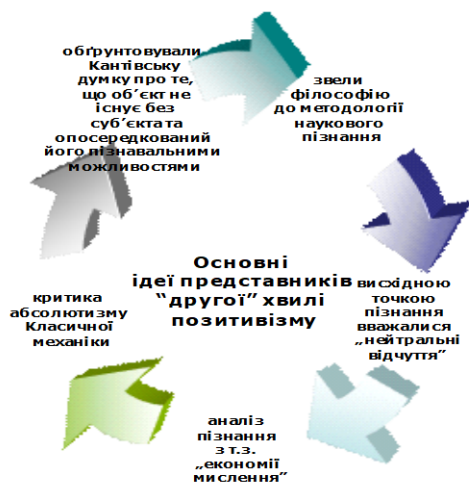 обґрунтовували
Кантівську
думку про те,
що об’єкт не
існує без
суб’єкта та
опосередкований
його пізнавальними
можливостями
звели
філософію
до методології
наукового
пізнання
Основні
ідеї представників
“другої” хвилі
позитивізму
висхідною
точкою
пізнання
вважалися
„нейтральні
відчуття”
критика
абсолютизму
Класичної
механіки
аналіз
пізнання
з т.з.
„економії
мислення”